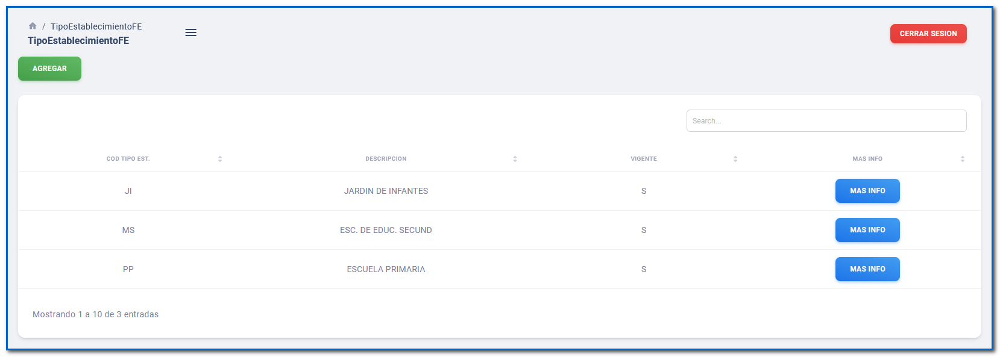 / TipoEstablecimientoFE
TipoEstablecimientoFE
CERRAR SESION
AGREGAR
Search...
COD TIPO EST. DESCRIPCION VIGENTE MAS INFO
JI JARDIN DE INFANTES S MAS INFO
MS ESC. DE EDUC. SECUND S MAS INFO
PP ESCUELA PRIMARIA S MAS INFO
Mostrando 1 a 10 de 3 entradas